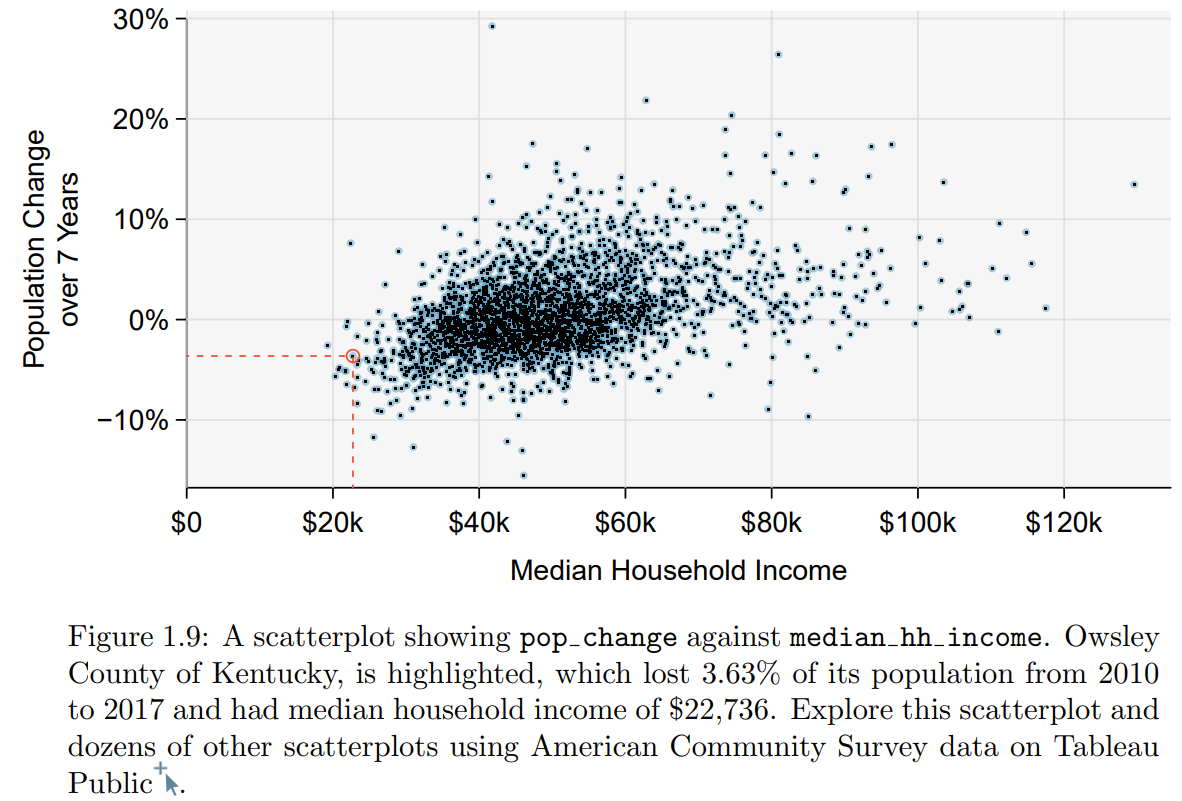 30%
20%
10%
0%
−10%
Population Change
over 7 Years
$0
$20k
$40k
$60k
$80k
$100k
$120k
Median Household Income
Figure 1.9: A scatterplot showing pop_change against median_hh_income. Owsley
County of Kentucky, is highlighted, which lost 3.63% of its population from 2010
to 2017 and had median household income of $22,736. Explore this scatterplot and
dozens of other scatterplots using American Community Survey data on Tableau
Public .